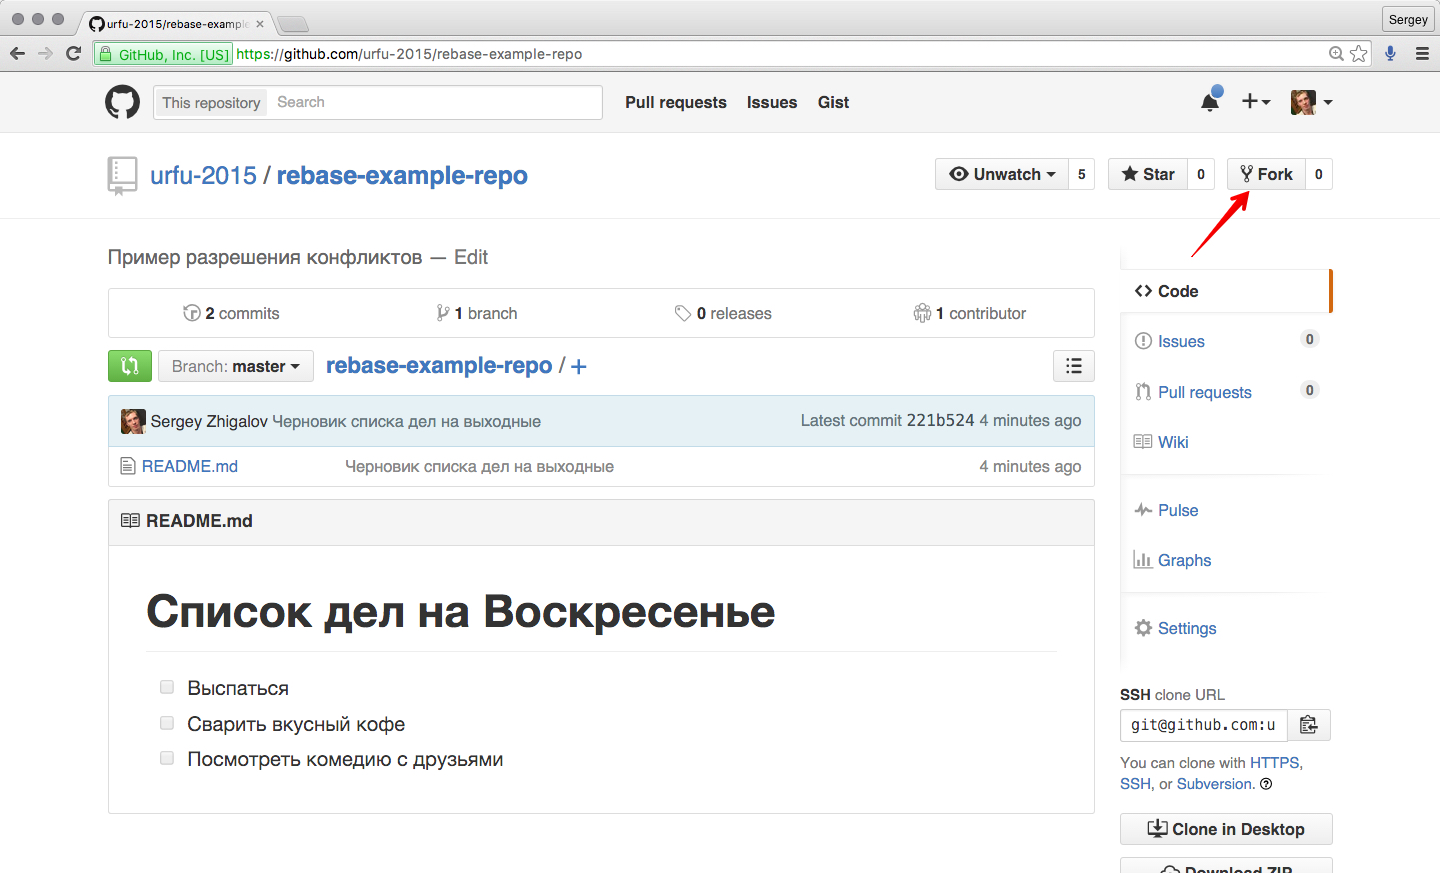 urfu-2015/rebase-example
Sergey
GitHub, Inc. [US] https://github.com/urfu-2015/rebase-example-repo
This repository Search Pull requests Issues Gist
urfu-2015 / rebase-example-repo Unwatch 5 Star 0 Fork 0
Пример разрешения конфликтов — Edit
2 commits 1 branch 0 releases 1 contributor
Branch: master rebase-example-repo / +
Sergey Zhigalov Черновик списка дел на выходные Latest commit 221b524 4 minutes ago
README.md Черновик списка дел на выходные 4 minutes ago
README.md
Список дел на Воскресенье
Выспаться
Сварить вкусный кофе
Посмотреть комедию с друзьями
Code
Issues 0
Pull requests 0
Wiki
Pulse
Graphs
Settings
SSH clone URL
git@github.com:u
You can clone with HTTPS,
SSH, or Subversion.
Clone in Desktop
Download ZIP